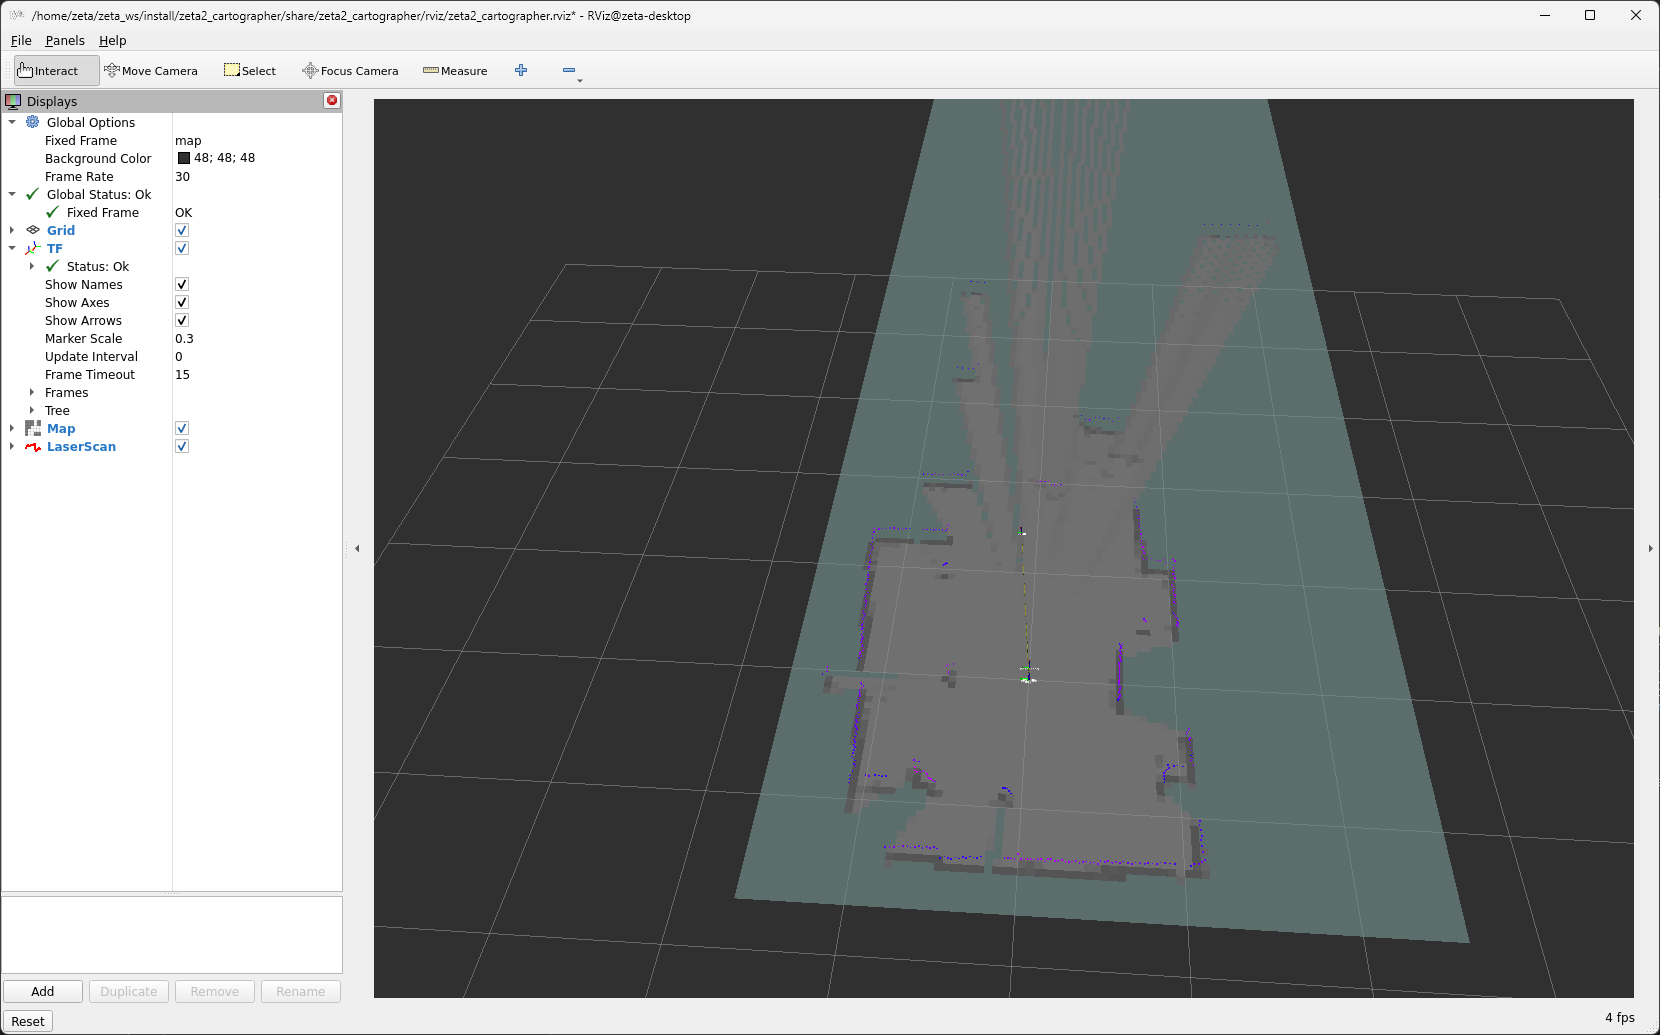 /home/zeta/zeta_ws/install/zeta2_cartographer/share/zeta2_cartographer/rviz/zeta2_cartographer.rviz* - RViz@zeta-desktop
File Panels Help
Interact Move Camera Select Focus Camera Measure
Displays
Global Options
Fixed Frame map
Background Color 48; 48; 48
Frame Rate 30
Global Status: Ok
Fixed Frame OK
Grid
TF
Status: Ok
Show Names
Show Axes
Show Arrows
Marker Scale 0.3
Update Interval 0
Frame Timeout 15
Frames
Tree
Map
LaserScan
Add Duplicate Remove Rename
Reset
4 fps